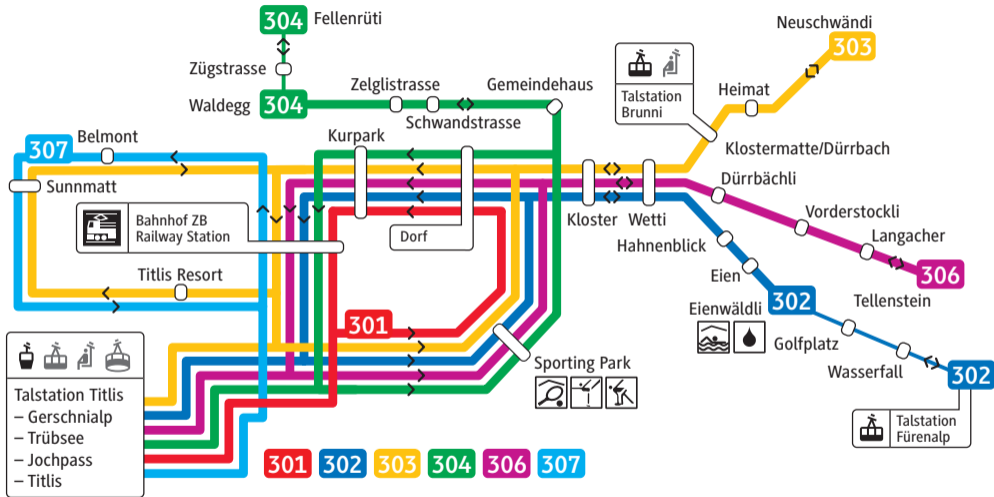 304
Fellenrüti
Zügstrasse
Waldegg
304
Zelglistrasse
Schwandstrasse
Gemeindehaus
Neuschwändi
303
Heimat
Talstation
Brunni
Klostermatte/Dürrbach
307
Belmont
Sunnmatt
Kurpark
Bahnhof ZB
Railway Station
Dorf
Kloster
Wetti
Dürrbächli
Vorderstockli
Langacher
306
Tellenstein
Hahnenblick
Eien
302
Eienwäldli
Golfplatz
Wasserfall
302
Talstation
Fürenalp
Titlis Resort
301
Sporting Park
Talstation Titlis
– Gerschnialp
– Trübsee
– Jochpass
– Titlis
301 302 303 304 306 307